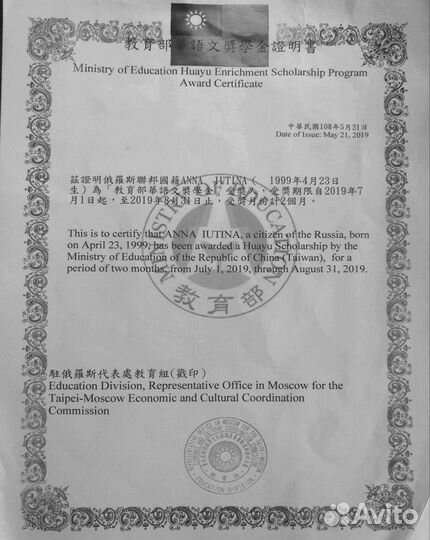 教育部華語文獎學金證明書
Ministry of Education Huayu Enrichment Scholarship Program
Award Certificate
中華民國108年5月21日
Date of Issue: May 21, 2019
茲證明俄羅斯聯邦國籍ANNA IUTINA ( 1999年4月23日
生) 為「教育部華語文獎學金」受獎人,受獎期限自2019年7
月1日起,至2019年8月31日止,受獎月份計2個月。
This is to certify that ANNA IUTINA, a citizen of the Russia, born
on April 23, 1999, has been awarded a Huayu Scholarship by the
Ministry of Education of the Republic of China (Taiwan), for a
period of two months, from July 1, 2019, through August 31, 2019.
MINISTRY OF EDUCATION
教育部
駐俄羅斯代表處教育組(戳印)
Education Division, Representative Office in Moscow for the
Taipei-Moscow Economic and Cultural Coordination
Commission
EDUCATION DIVISION
Avito